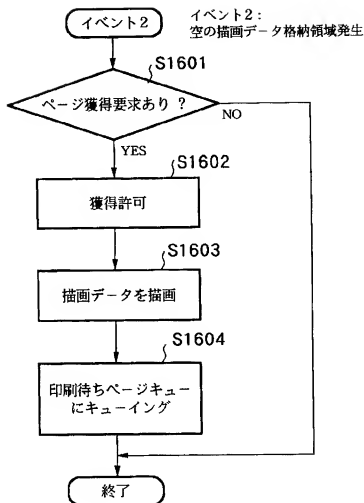 イベント2
イベント2：
空の描画データ格納領域発生
S1601
ページ獲得要求あり ?
NO
YES
S1602
獲得許可
S1603
描画データを描画
S1604
印刷待ちページキュー
にキューイング
終了